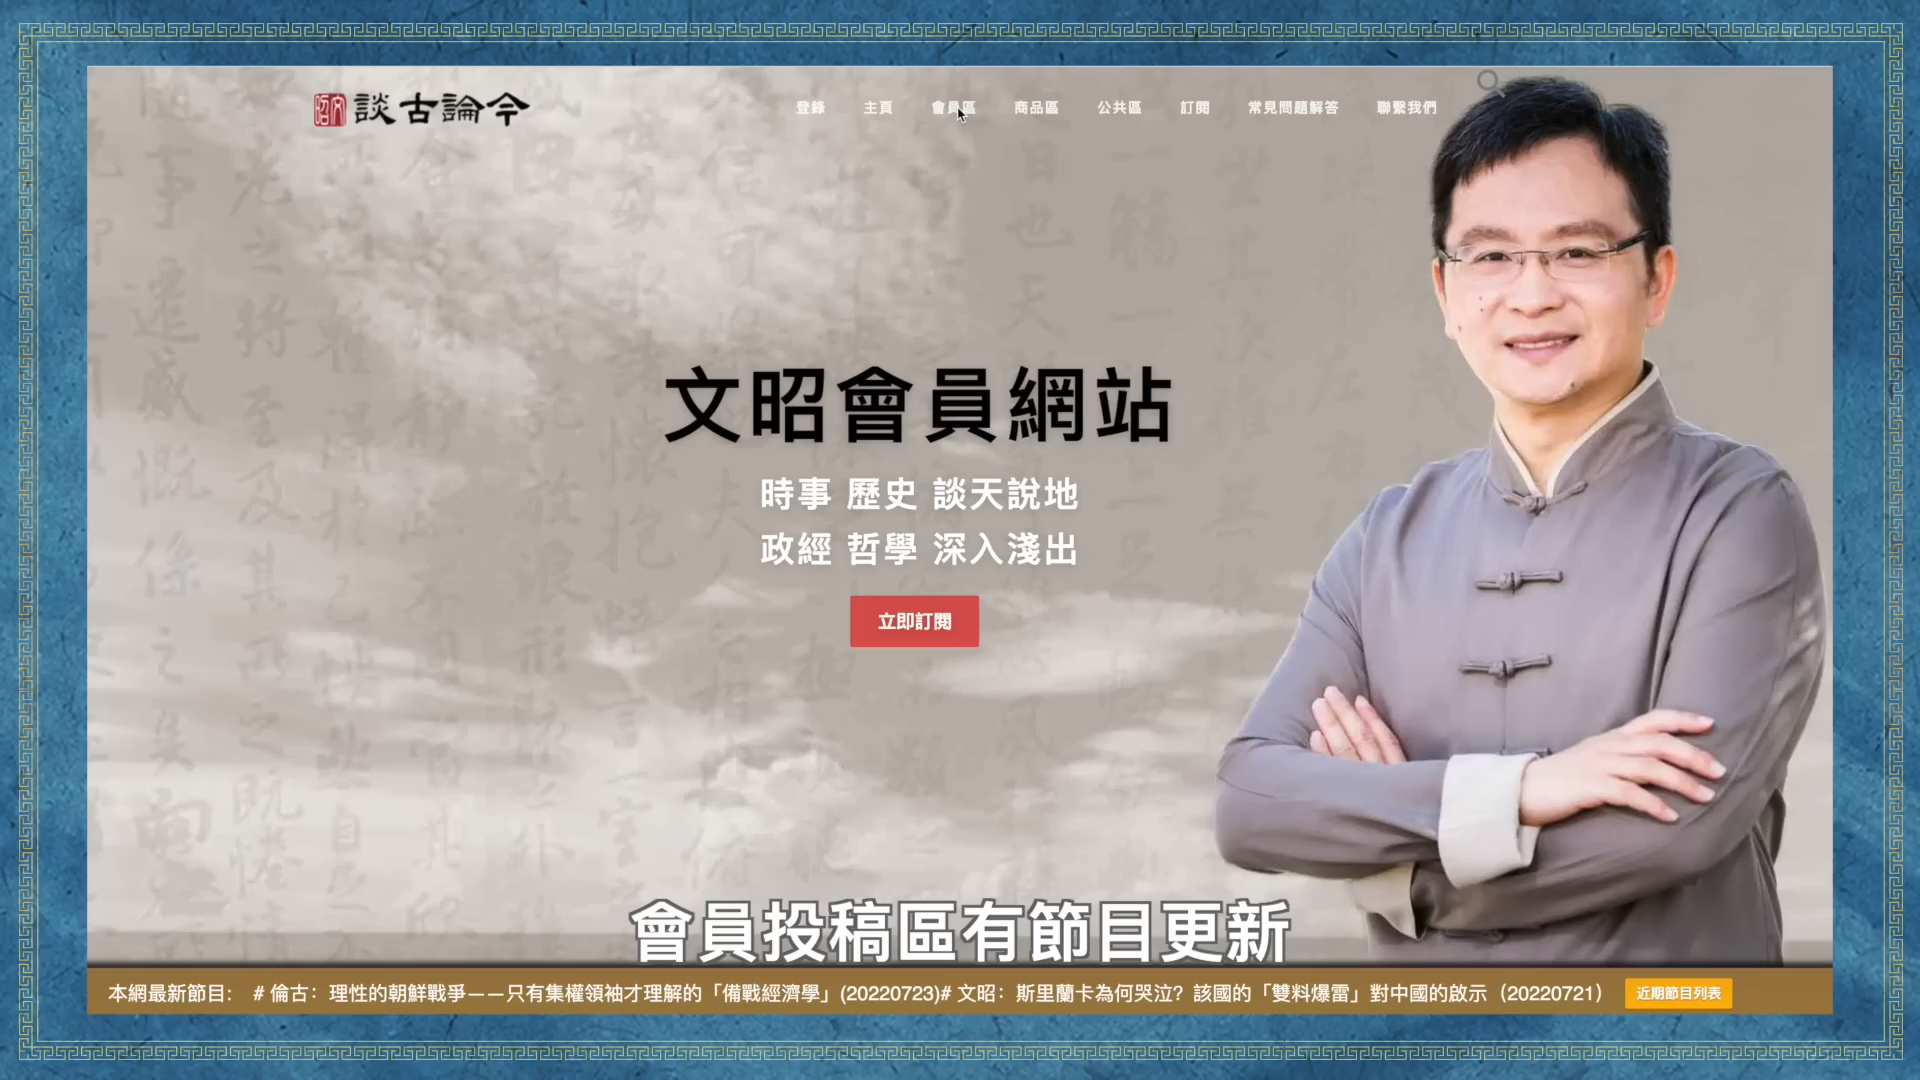 文昭 談古論今
登錄 主頁 會員區 商品區 公共區 訂閱 常見問題解答 聯繫我們
文昭會員網站
時事 歷史 談天說地
政經 哲學 深入淺出
立即訂閱
會員投稿區有節目更新
本網最新節目: # 倫古：理性的朝鮮戰爭——只有集權領袖才理解的「備戰經濟學」(20220723)# 文昭：斯里蘭卡為何哭泣？該國的「雙料爆雷」對中國的啟示（20220721） 近期節目列表